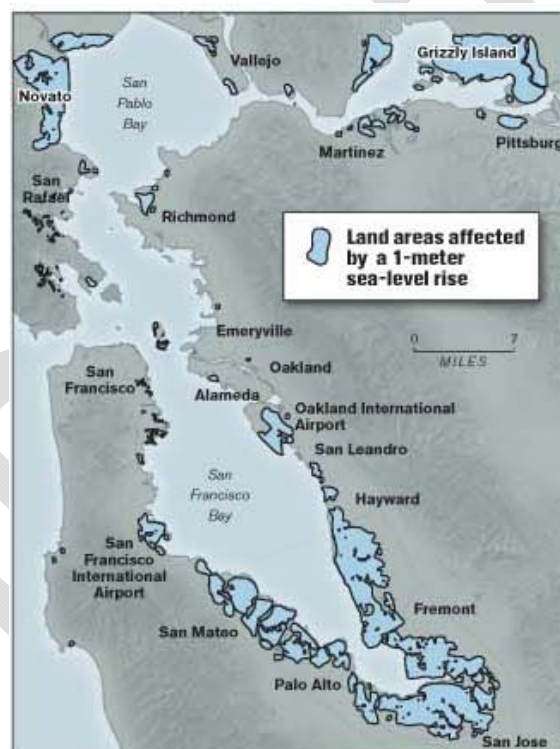 Grizzly Island
Vallejo
Novato
San
Pablo
Bay
Martinez
Pittsburg
San
Rafael
Richmond
Land areas affected
by a 1-meter
sea-level rise
0 7
MILES
Emeryville
Oakland
San
Francisco
Alameda
Oakland International
Airport
San Leandro
San
Francisco
Bay
Hayward
San
Francisco
International
Airport
Fremont
San Mateo
Palo Alto
San Jose